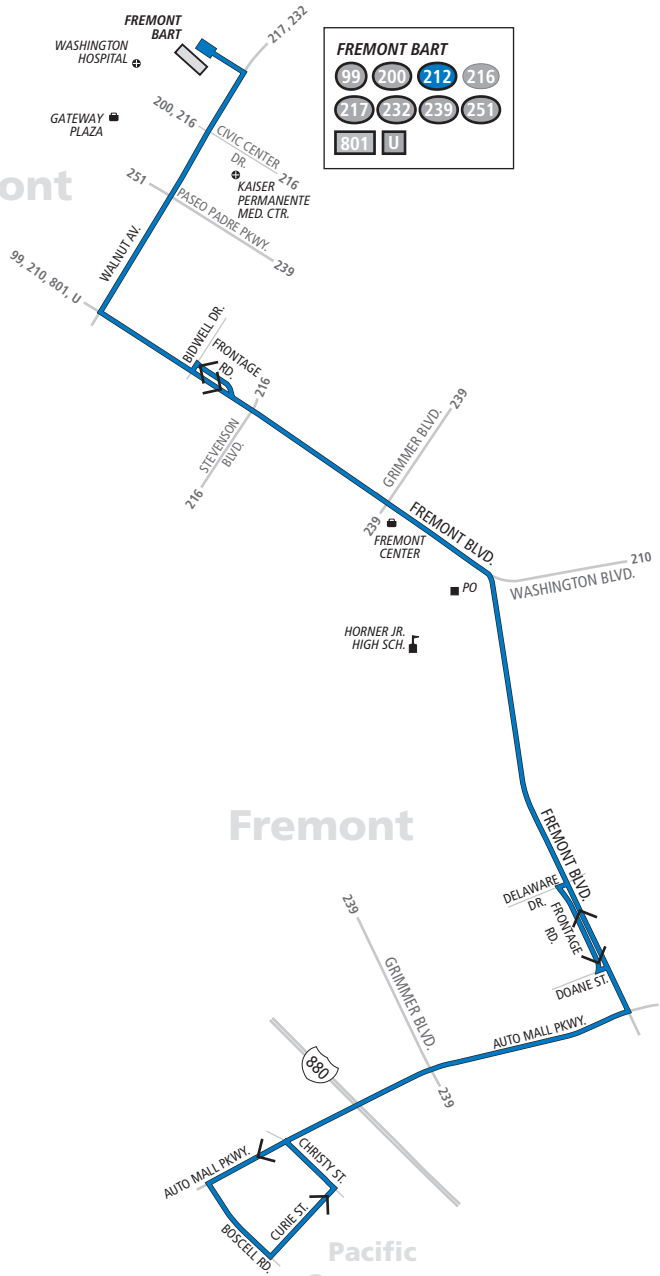 FREMONT
BART
WASHINGTON
HOSPITAL
217, 232
FREMONT BART
99 200 212 216
217 232 239 251
801 U
GATEWAY
PLAZA
200, 216
CIVIC CENTER
DR.
216
KAISER
PERMANENTE
MED. CTR.
ont
251
PASEO PADRE PKWY.
239
WALNUT AV.
99, 210, 801, U
BIDWELL DR.
FRONTAGE
RD.
216
STEVENSON
BLVD.
216
239
GRIMMER BLVD.
239
FREMONT BLVD.
FREMONT
CENTER
210
WASHINGTON BLVD.
PO
HORNER JR.
HIGH SCH.
Fremont
FREMONT BLVD.
DELAWARE
DR.
FRONTAGE
RD.
DOANE ST.
239
GRIMMER BLVD.
239
AUTO MALL PKWY.
880
AUTO MALL PKWY.
CHRISTY ST.
CURIE ST.
BOSCELL RD.
Pacific